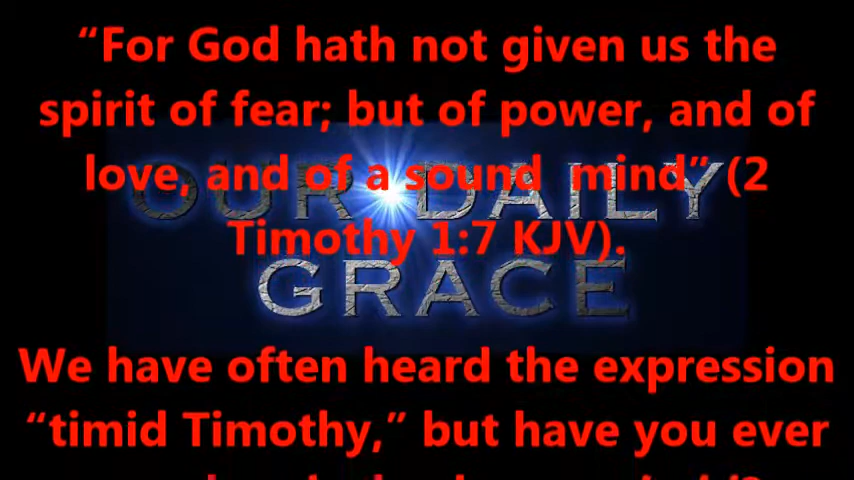 “For God hath not given us the
spirit of fear; but of power, and of
love, and of a sound mind” (2
Timothy 1:7 KJV).
OUR DAILY
GRACE
We have often heard the expression
“timid Timothy,” but have you ever